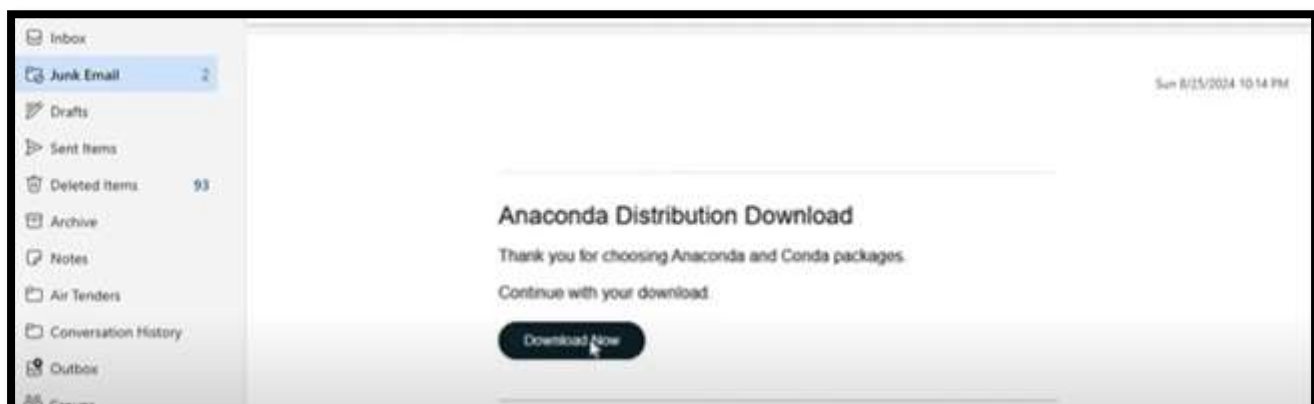 Inbox
Junk Email 2
Drafts
Sent Items
Deleted Items 93
Archive
Notes
Air Tenders
Conversation History
Outbox
Sun 8/25/2024 10:14 PM
Anaconda Distribution Download
Thank you for choosing Anaconda and Conda packages.
Continue with your download.
Download Now